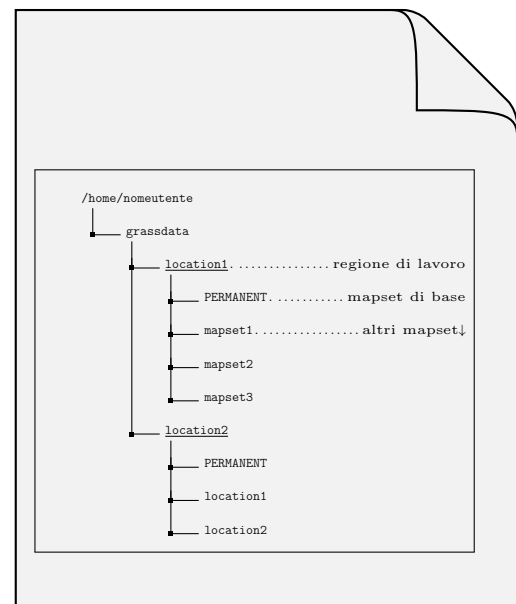 /home/nomeutente
grassdata
location1................regione di lavoro
PERMANENT............mapset di base
mapset1.................altri mapset↓
mapset2
mapset3
location2
PERMANENT
location1
location2